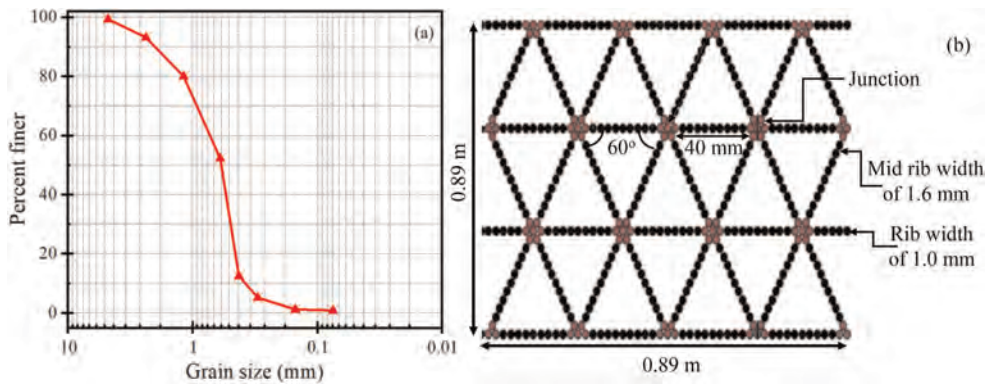 100
80
60
40
20
0
Percent finer
10
1
0.1
0.01
Grain size (mm)
(a)
(b)
0.89 m
Junction
60°
40 mm
Mid rib width
of 1.6 mm
Rib width
of 1.0 mm
0.89 m